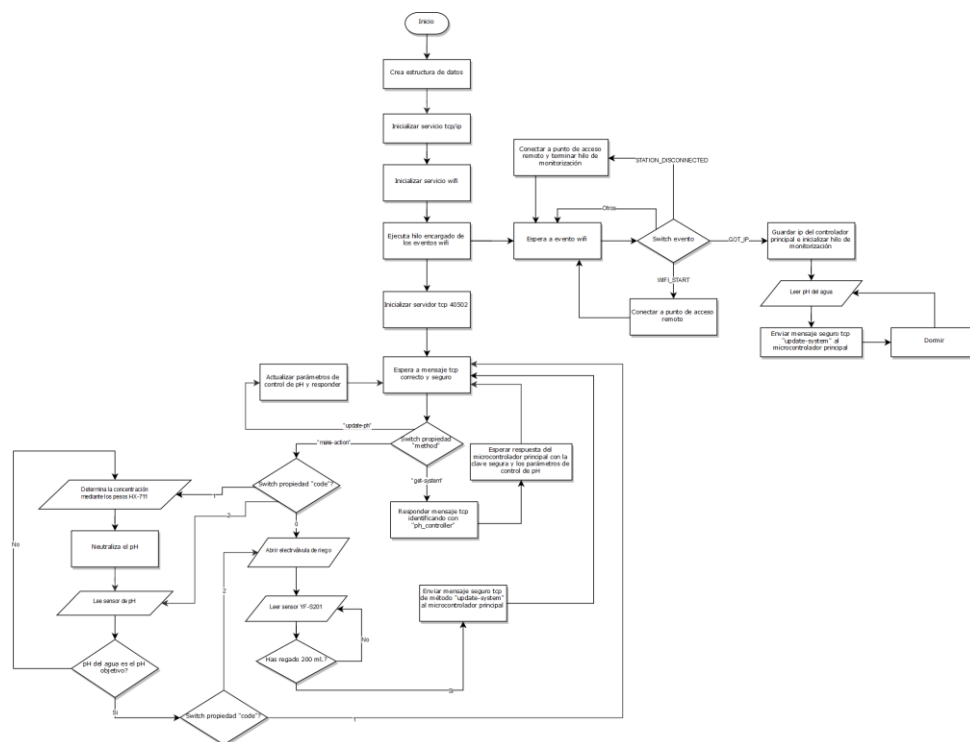 Inicio
Crea estructura de datos
Inicializar servicio tcp/ip
Inicializar servicio wifi
Ejecuta hilo encargado de
los eventos wifi
Conectar a punto de acceso
remoto y terminar hilo de
monitorización
STATION_DISCONNECTED
Otros
Espera a evento wifi
Switch evento
GOT_IP
Guardar ip del controlador
principal e inicializar hilo de
monitorización
WIFI_START
Conectar a punto de acceso
remoto
Leer pH del agua
Enviar mensaje seguro tcp
"update-system" al
microcontrolador principal
Dormir
Inicializar servidor tcp 40502
Espera a mensaje tcp
correcto y seguro
Actualizar parámetros de
control de pH y responder
"update-ph"
Switch propiedad
"method"
"make-action"
"get-system"
Esperar respuesta del
microcontrolador principal con la
clave segura y los parámetros de
control de pH
Responder mensaje tcp
identificando con
"ph_controller"
Switch propiedad "code"?
1
2
0
Determina la concentración
mediante los pesos HX-711
Neutraliza el pH
Lee sensor de pH
No
pH del agua es el pH
objetivo?
Si
Switch propiedad "code"?
2
1
Abrir electrválvula de riego
Leer sensor YF-S201
No
Has regado 200 ml.?
Si
Enviar mensaje seguro tcp
de método "update-system"
al microcontrolador principal